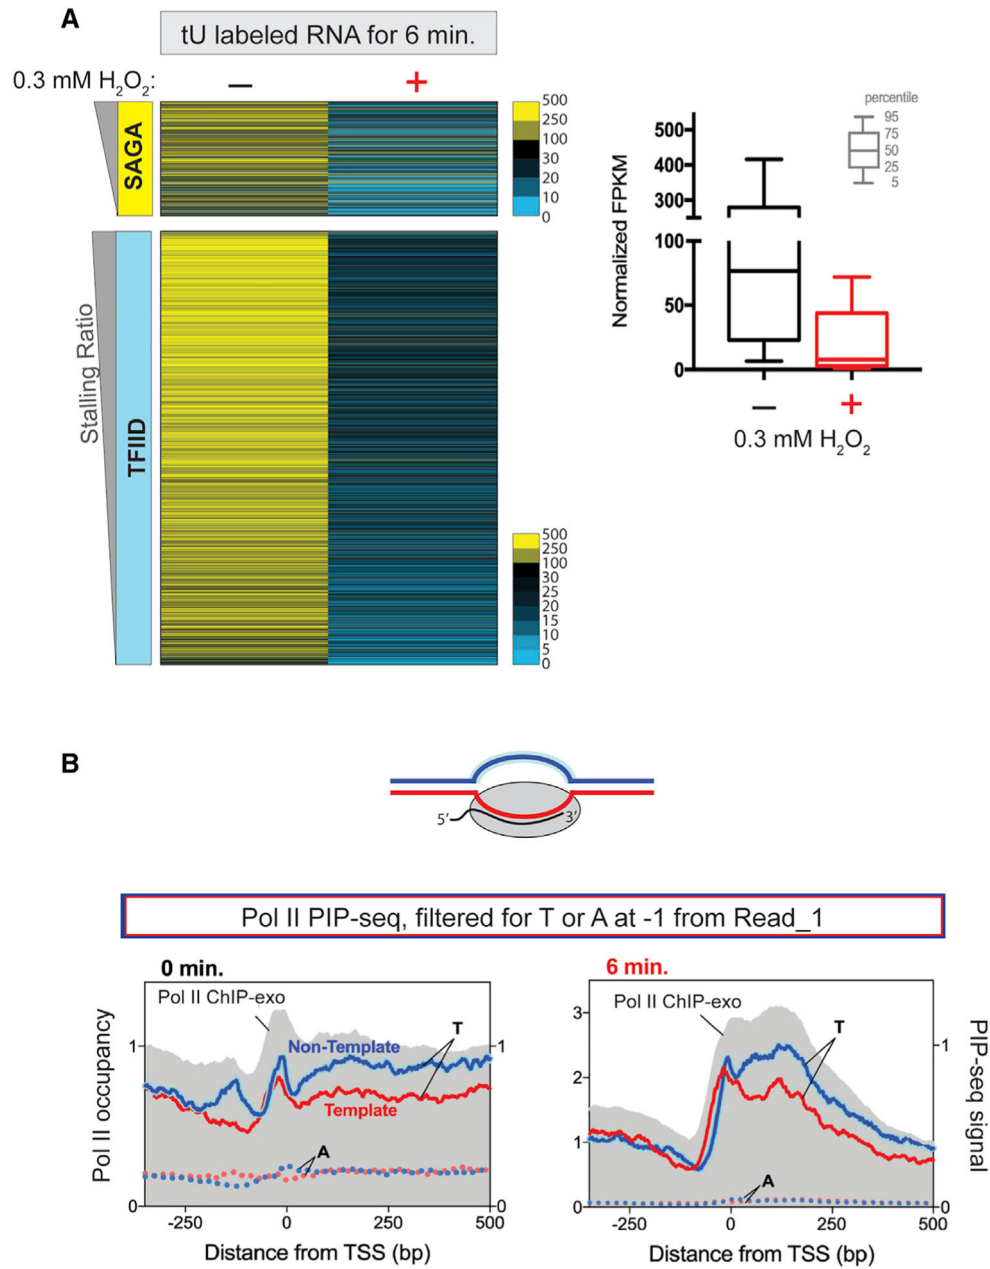 A
tU labeled RNA for 6 min.
0.3 mM H₂O₂: − +
SAGA
500
250
100
30
20
10
0
Stalling Ratio
TFIID
500
250
100
30
25
20
15
10
5
0
percentile
95
75
50
25
5
Normalized FPKM
500
400
300
100
50
0
− +
0.3 mM H₂O₂
B
5' 3'
Pol II PIP-seq, filtered for T or A at -1 from Read_1
0 min.
Pol II ChIP-exo
T
Non-Template
Template
A
Pol II occupancy
1
0
1
0
-250 0 250 500
Distance from TSS (bp)
6 min.
Pol II ChIP-exo
T
A
3
2
1
0
1
0
PIP-seq signal
-250 0 250 500
Distance from TSS (bp)